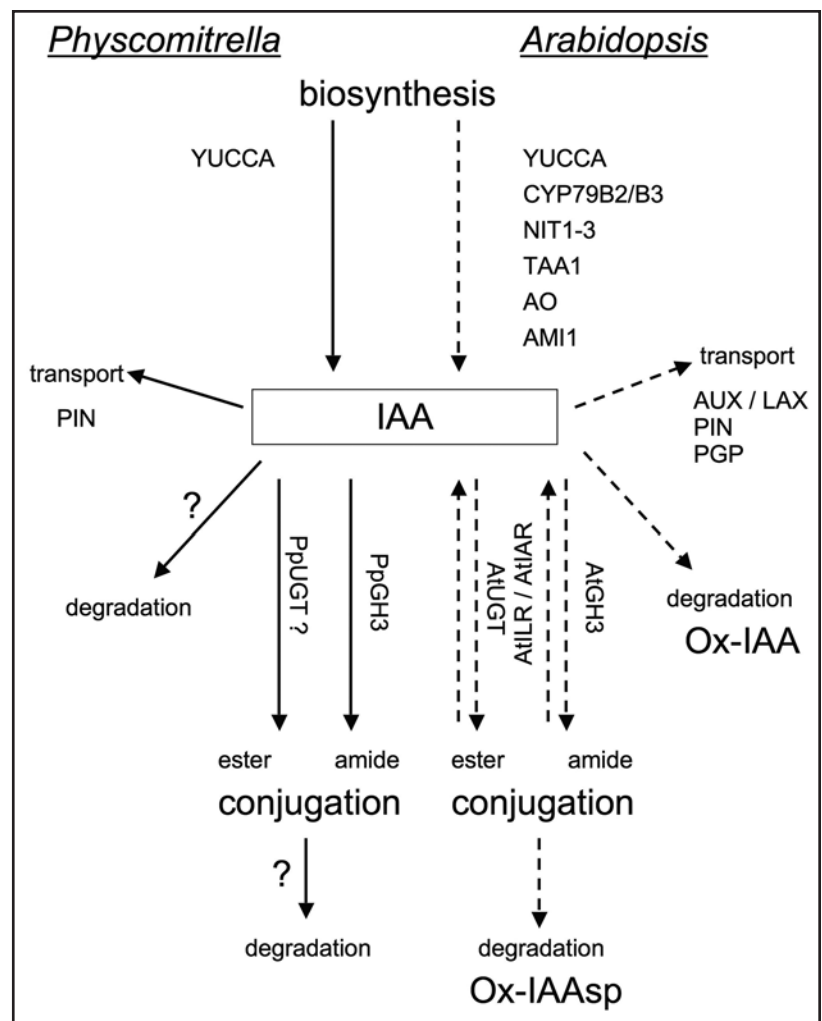 Physcomitrella
Arabidopsis
biosynthesis
YUCCA
YUCCA
CYP79B2/B3
NIT1-3
TAA1
AO
AMI1
transport
PIN
IAA
transport
AUX / LAX
PIN
PGP
?
degradation
PpUGT ?
PpGH3
AtUGT
AtILR / AtIAR
AtGH3
degradation
Ox-IAA
ester
amide
conjugation
ester
amide
conjugation
?
degradation
degradation
Ox-IAAsp